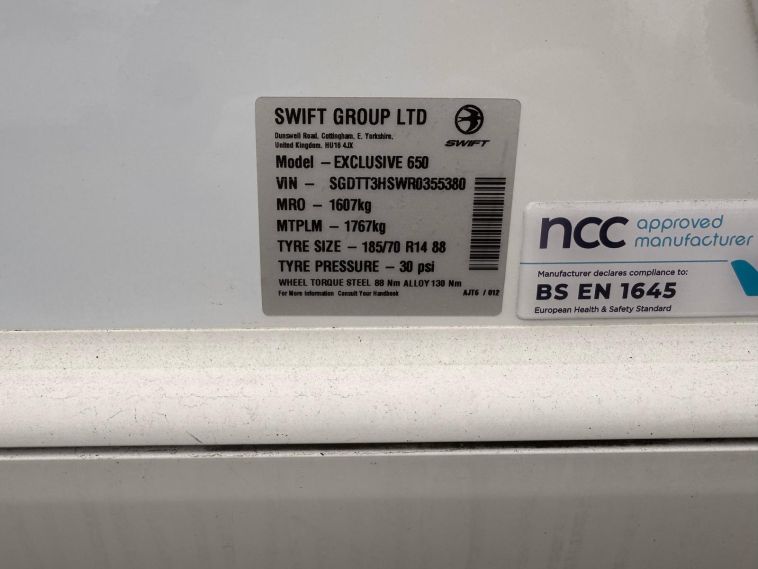 SWIFT GROUP LTD
Dunswell Road, Cottingham, E. Yorkshire,
United Kingdom. HU16 4JX
SWIFT
Model – EXCLUSIVE 650
VIN – SGDTT3HSWR0355380
MRO – 1607kg
MTPLM – 1767kg
TYRE SIZE – 185/70 R14 88
TYRE PRESSURE – 30 psi
WHEEL TORQUE STEEL 88 Nm ALLOY 130 Nm
For More Information Consult Your Handbook AJT6 / 012
ncc approved manufacturer
Manufacturer declares compliance to:
BS EN 1645
European Health & Safety Standard